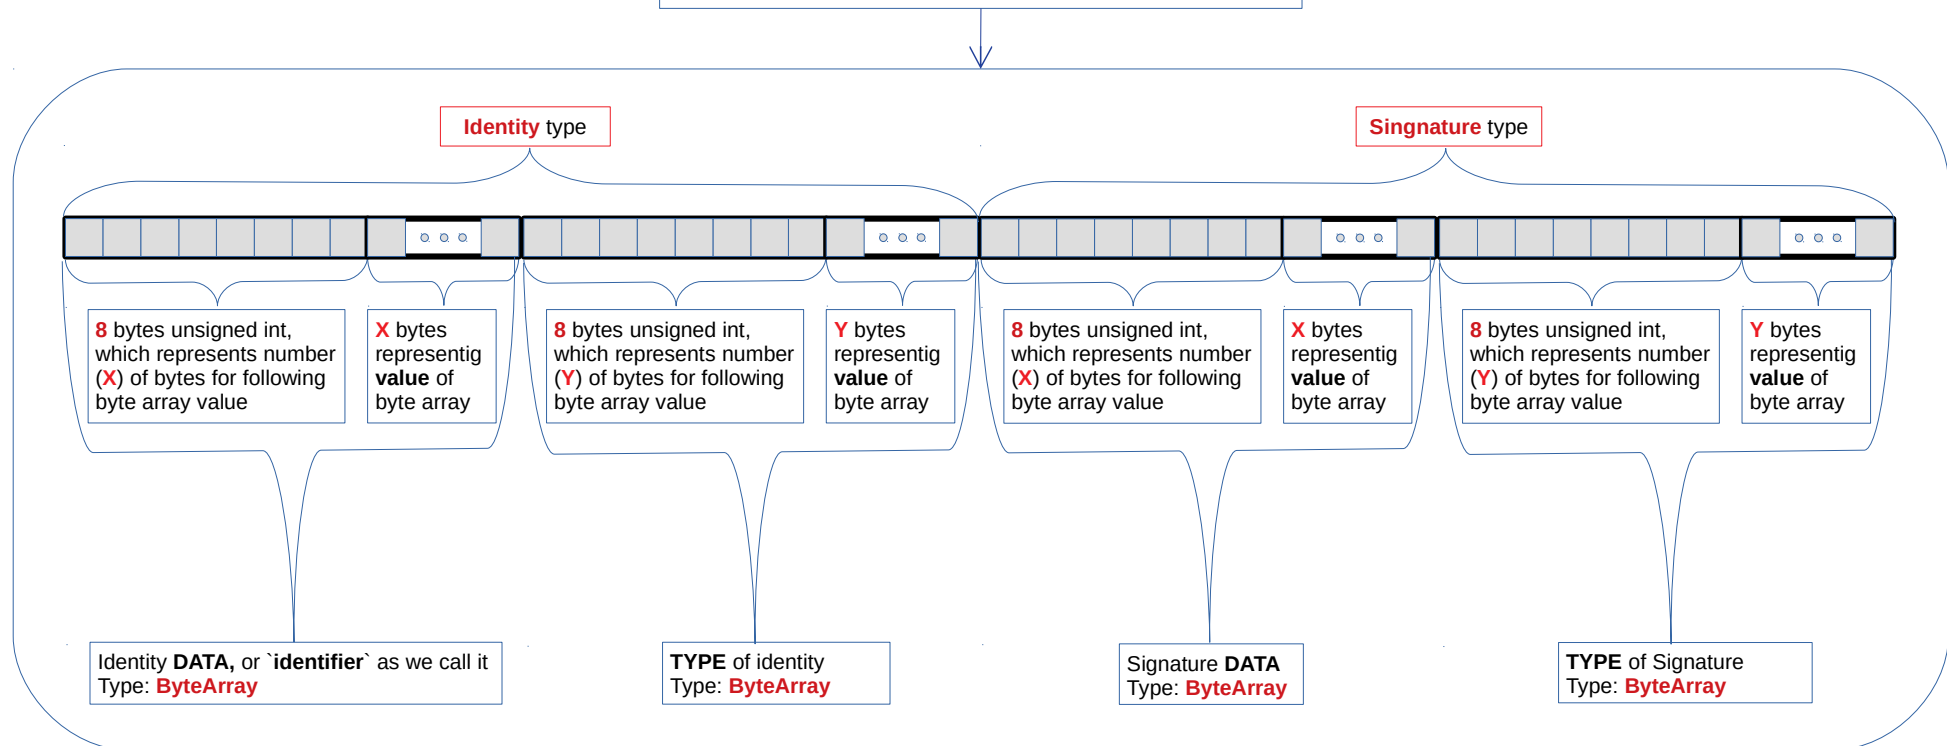 Identity type
Singnature type
8 bytes unsigned int,
which represents number
(X) of bytes for following
byte array value
X bytes
representig
value of
byte array
8 bytes unsigned int,
which represents number
(Y) of bytes for following
byte array value
Y bytes
representig
value of
byte array
8 bytes unsigned int,
which represents number
(X) of bytes for following
byte array value
X bytes
representig
value of
byte array
8 bytes unsigned int,
which represents number
(Y) of bytes for following
byte array value
Y bytes
representig
value of
byte array
Identity DATA, or `identifier` as we call it
Type: ByteArray
TYPE of identity
Type: ByteArray
Signature DATA
Type: ByteArray
TYPE of Signature
Type: ByteArray